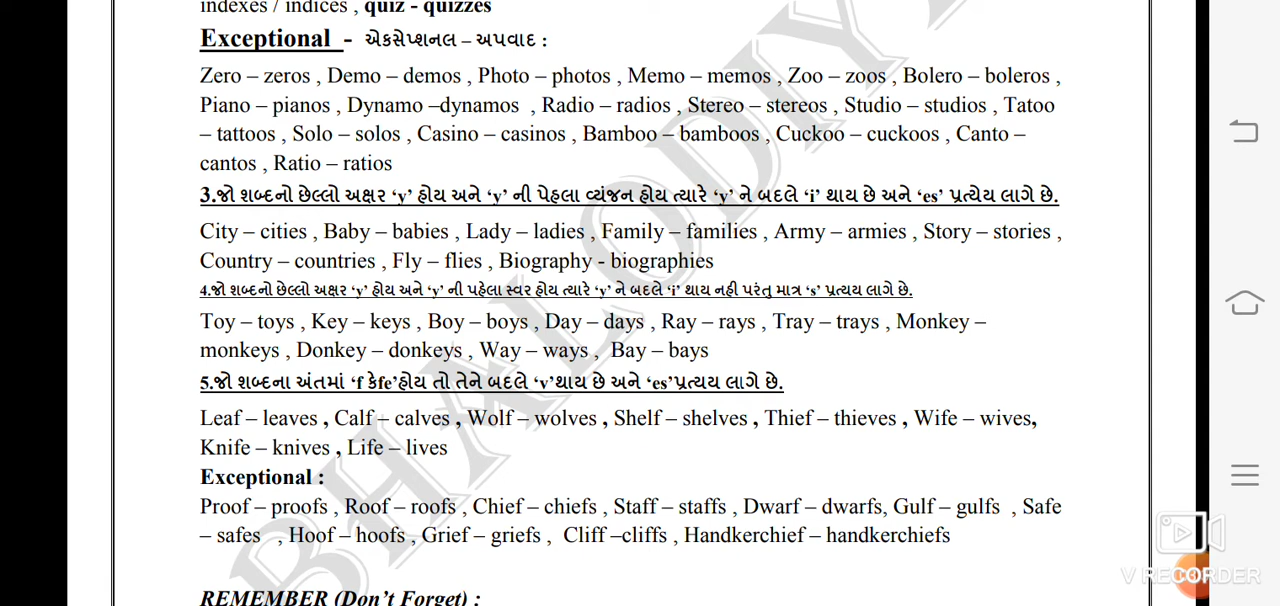 indexes / indices , quiz - quizzes
Exceptional - એકસેપ્શનલ – અપવાદ :
Zero – zeros , Demo – demos , Photo – photos , Memo – memos , Zoo – zoos , Bolero – boleros ,
Piano – pianos , Dynamo –dynamos , Radio – radios , Stereo – stereos , Studio – studios , Tatoo
– tattoos , Solo – solos , Casino – casinos , Bamboo – bamboos , Cuckoo – cuckoos , Canto –
cantos , Ratio – ratios
3.જો શબ્દનો છેલ્લો અક્ષર ‘y’ હોય અને ‘y’ ની પેહલા વ્યંજન હોય ત્યારે ‘y’ ને બદલે ‘i’ થાય છે અને ‘es’ પ્રત્યેય લાગે છે.
City – cities , Baby – babies , Lady – ladies , Family – families , Army – armies , Story – stories ,
Country – countries , Fly – flies , Biography - biographies
4.જો શબ્દનો છેલ્લો અક્ષર ‘y’ હોય અને ‘y’ ની પહેલા સ્વર હોય ત્યારે ‘y’ ને બદલે ‘i’ થાય નહી પરંતુ માત્ર ‘s’ પ્રત્યય લાગે છે.
Toy – toys , Key – keys , Boy – boys , Day – days , Ray – rays , Tray – trays , Monkey –
monkeys , Donkey – donkeys , Way – ways , Bay – bays
5.જો શબ્દના અંતમાં ‘f કેfe’હોય તો તેને બદલે ‘v’થાય છે અને ‘es’પ્રત્યય લાગે છે.
Leaf – leaves , Calf – calves , Wolf – wolves , Shelf – shelves , Thief – thieves , Wife – wives,
Knife – knives , Life – lives
Exceptional :
Proof – proofs , Roof – roofs , Chief – chiefs , Staff – staffs , Dwarf – dwarfs, Gulf – gulfs , Safe
– safes , Hoof – hoofs , Grief – griefs , Cliff –cliffs , Handkerchief – handkerchiefs
REMEMBER (Don’t Forget) :
BHALODIY
V RECORDER